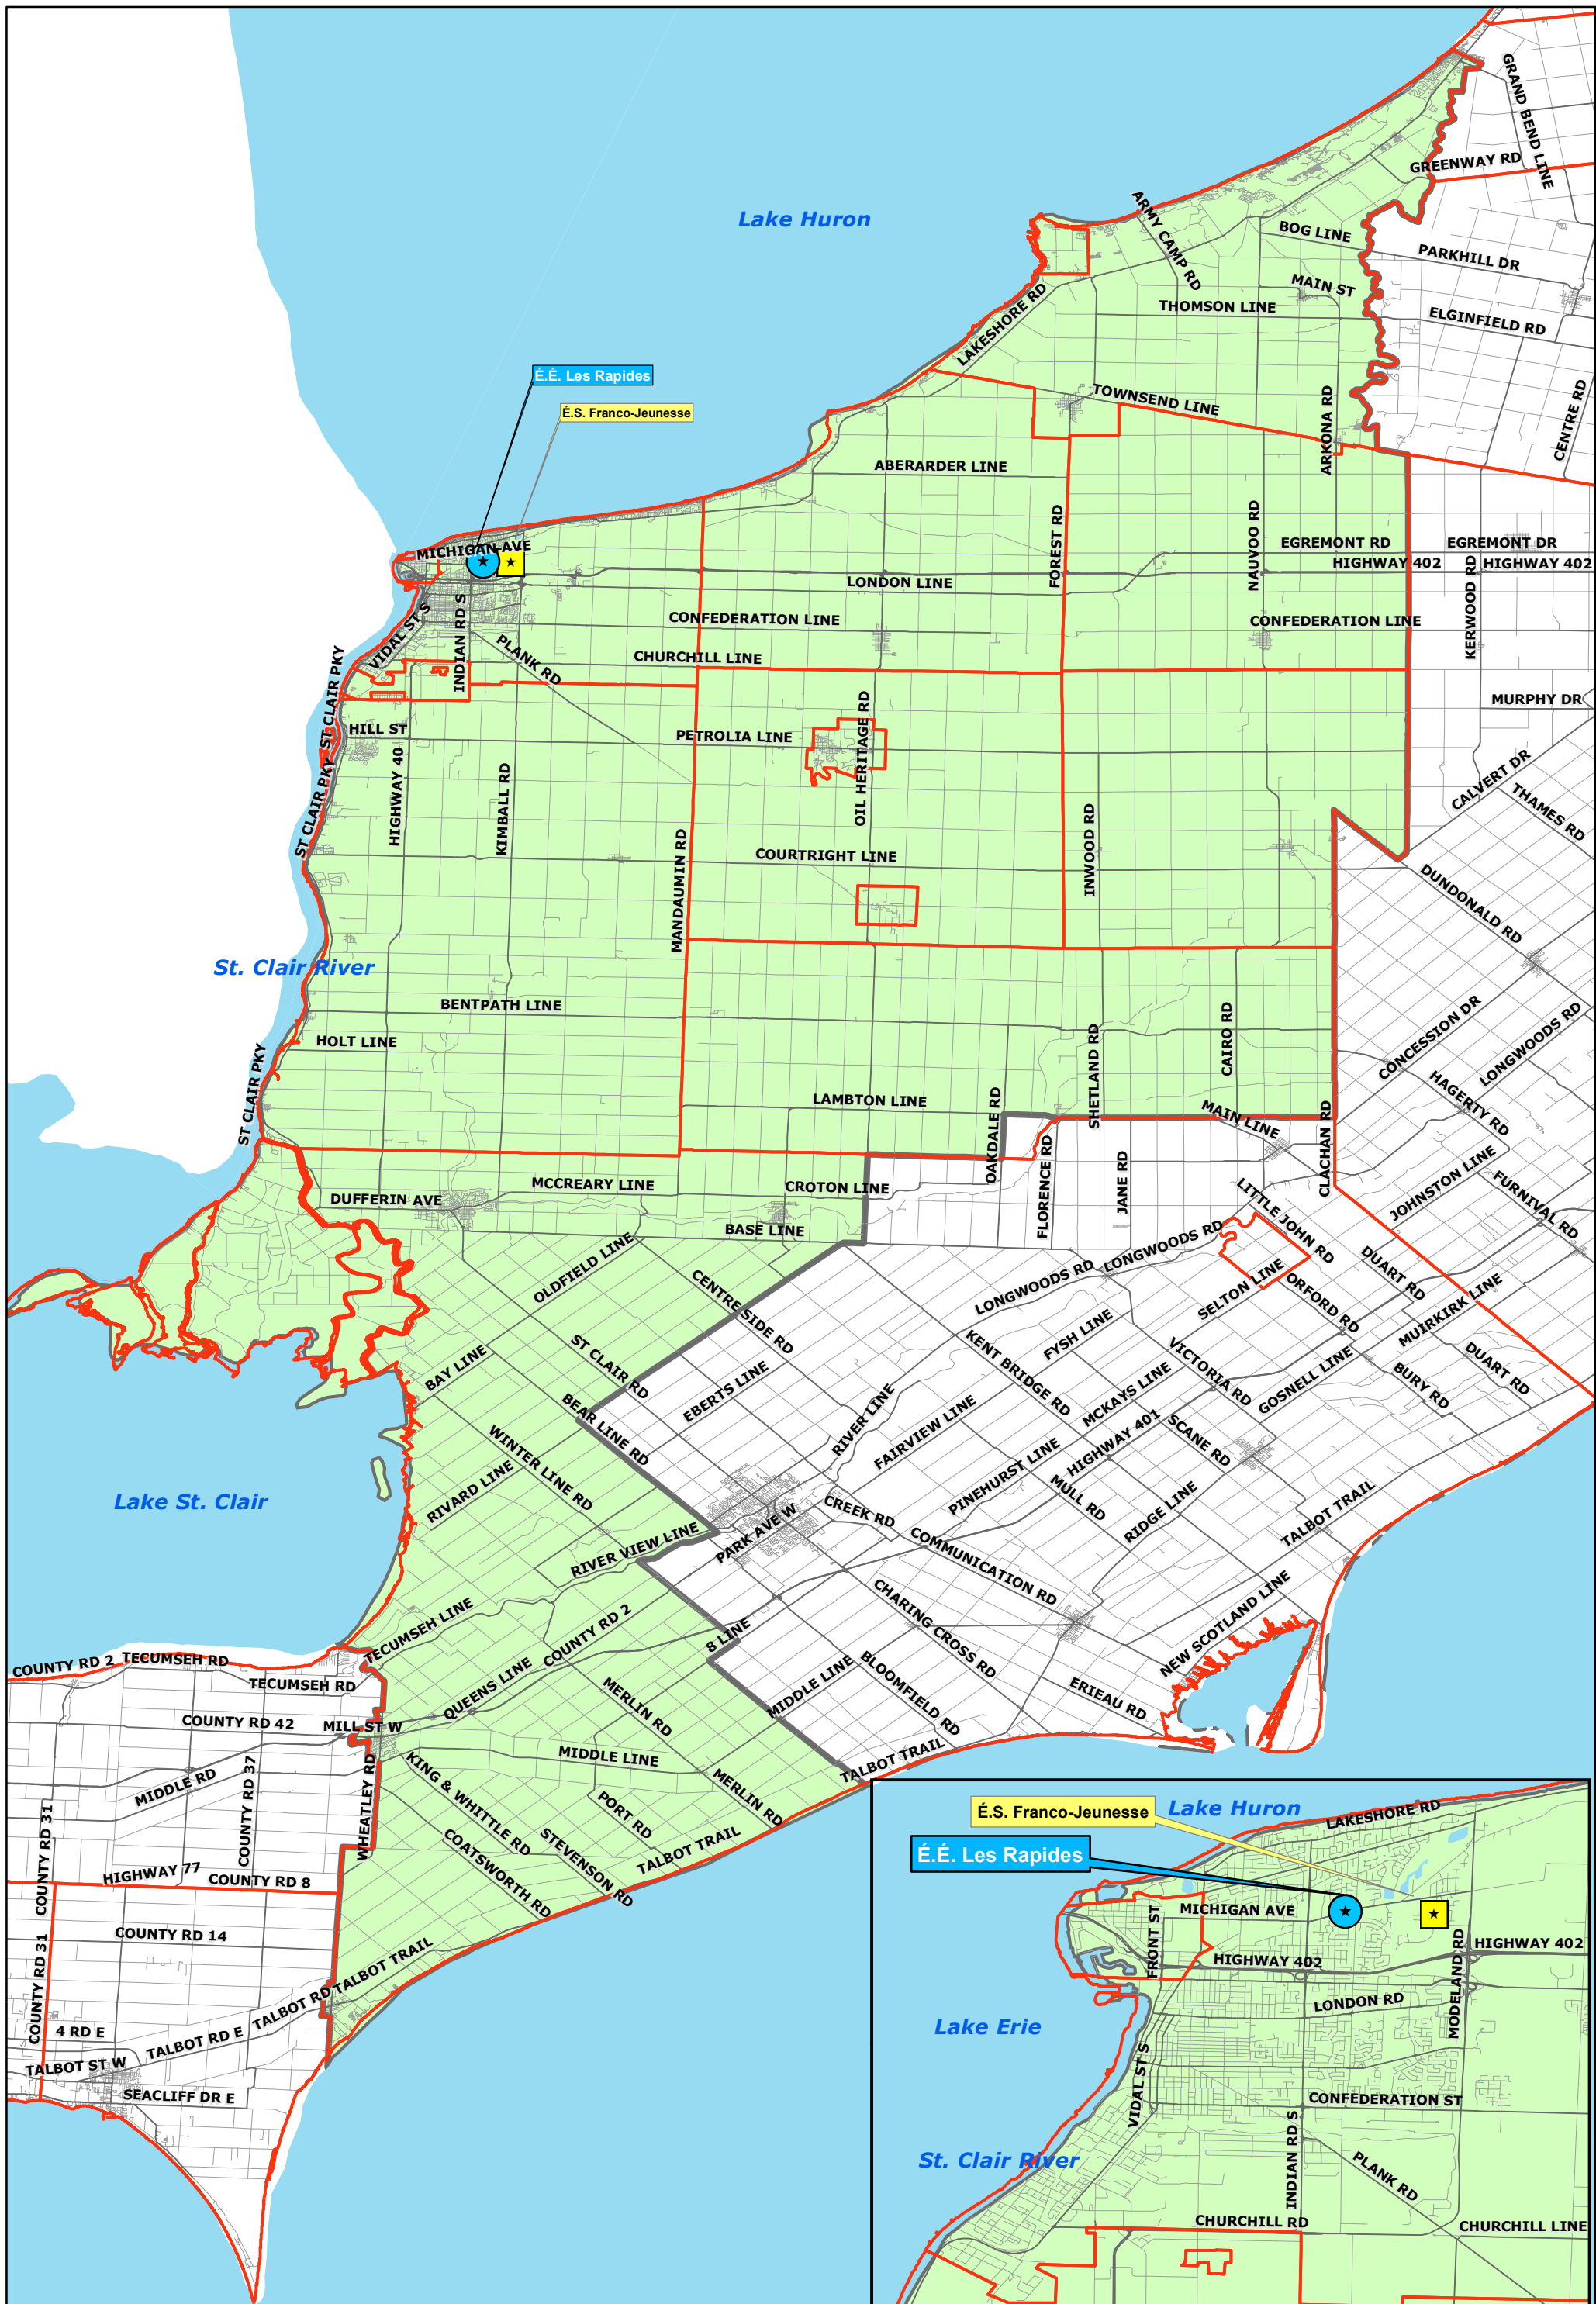 GRAND BEND LINE
GREENWAY RD
Lake Huron
ARMY CAMP RD
BOG LINE
PARKHILL DR
MAIN ST
LAKESHORE RD
THOMSON LINE
ELGINFIELD RD
É.É. Les Rapides
É.S. Franco-Jeunesse
TOWNSEND LINE
ARKONA RD
CENTRE RD
ABERARDER LINE
FOREST RD
NAUVOO RD
MICHIGAN AVE
EGREMONT RD
EGREMONT DR
HIGHWAY 402
HIGHWAY 402
LONDON LINE
KERWOOD RD
VIDAL ST S
INDIAN RD S
CONFEDERATION LINE
CONFEDERATION LINE
PLANK RD
CHURCHILL LINE
ST CLAIR PKY
MURPHY DR
HILL ST
PETROLIA LINE
OIL HERITAGE RD
HIGHWAY 40
KIMBALL RD
ST CLAIR PKY
CALVERT DR
THAMES RD
MANDAUMIN RD
COURTRIGHT LINE
INWOOD RD
DUNDONALD RD
St. Clair River
BENTPATH LINE
HOLT LINE
CAIRO RD
SHETLAND RD
CONCESSION DR
LONGWOODS RD
ST CLAIR PKY
LAMBTON LINE
OAKDALE RD
MAIN LINE
HAGERTY RD
CLACHAN RD
FLORENCE RD
JANE RD
MCCREARY LINE
CROTON LINE
DUFFERIN AVE
BASE LINE
JOHNSTON LINE
FURNIVAL RD
LITTLE JOHN RD
OLDFIELD LINE
LONGWOODS RD
LONGWOODS RD
CENTRE SIDE RD
SELTON LINE
DUART RD
ORFORD RD
MUIRKIRK LINE
ST CLAIR RD
BAY LINE
KENT BRIDGE RD
FYSH LINE
VICTORIA RD
GOSNELL LINE
DUART RD
BURY RD
EBERTS LINE
MCKAYS LINE
BEAR LINE RD
RIVER LINE
FAIRVIEW LINE
HIGHWAY 401
SCANE RD
WINTER LINE RD
RIVARD LINE
Lake St. Clair
PINEHURST LINE
MULL RD
RIDGE LINE
TALBOT TRAIL
CREEK RD
PARK AVE W
RIVER VIEW LINE
COMMUNICATION RD
CHARING CROSS RD
TECUMSEH LINE
COUNTY RD 2
8 LINE
NEW SCOTLAND LINE
COUNTY RD 2
TECUMSEH RD
TECUMSEH RD
QUEENS LINE
MERLIN RD
MIDDLE LINE
BLOOMFIELD RD
ERIEAU RD
COUNTY RD 42
MILL ST W
MIDDLE LINE
TALBOT TRAIL
MIDDLE RD
COUNTY RD 37
WHEATLEY RD
KING & WHITTLE RD
PORT RD
MERLIN RD
COUNTY RD 31
STEVENSON RD
COATSWORTH RD
TALBOT TRAIL
HIGHWAY 77
COUNTY RD 8
COUNTY RD 14
COUNTY RD 31
TALBOT TRAIL
TALBOT RD
4 RD E
TALBOT RD E
TALBOT ST W
SEACLIFF DR E
É.S. Franco-Jeunesse
Lake Huron
LAKESHORE RD
É.É. Les Rapides
MICHIGAN AVE
FRONT ST
HIGHWAY 402
HIGHWAY 402
MODELAND RD
LONDON RD
Lake Erie
VIDAL ST S
CONFEDERATION ST
INDIAN RD S
St. Clair River
PLANK RD
CHURCHILL RD
CHURCHILL LINE